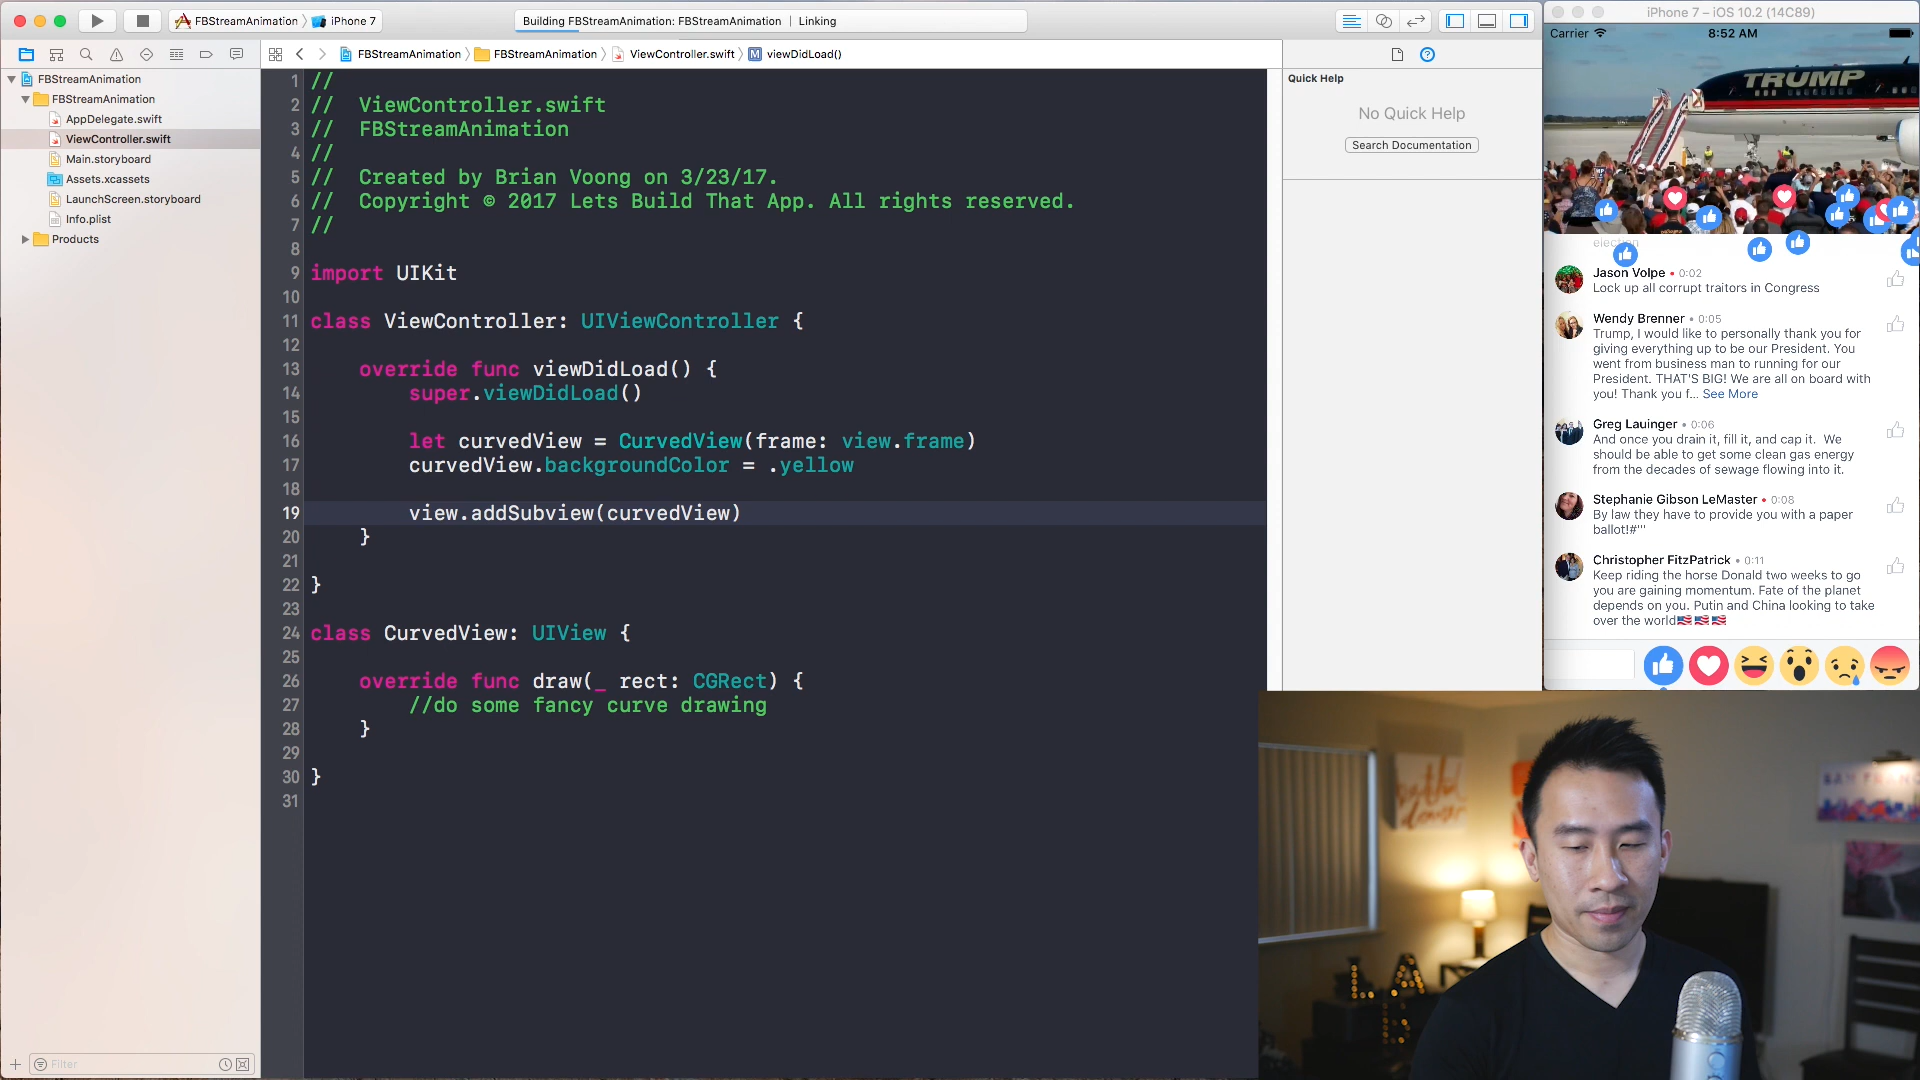 FBStreamAnimation
iPhone 7
Building FBStreamAnimation: FBStreamAnimation | Linking
FBStreamAnimation
FBStreamAnimation
ViewController.swift
M
viewDidLoad()
FBStreamAnimation
FBStreamAnimation
AppDelegate.swift
ViewController.swift
Main.storyboard
Assets.xcassets
LaunchScreen.storyboard
Info.plist
Products
Filter
1 //
2 //  ViewController.swift
3 //  FBStreamAnimation
4 //
5 //  Created by Brian Voong on 3/23/17.
6 //  Copyright © 2017 Lets Build That App. All rights reserved.
7 //
8
9 import UIKit
10
11 class ViewController: UIViewController {
12
13     override func viewDidLoad() {
14         super.viewDidLoad()
15
16         let curvedView = CurvedView(frame: view.frame)
17         curvedView.backgroundColor = .yellow
18
19         view.addSubview(curvedView)
20     }
21
22 }
23
24 class CurvedView: UIView {
25
26     override func draw(_ rect: CGRect) {
27         //do some fancy curve drawing
28     }
29
30 }
31
Quick Help
No Quick Help
Search Documentation
iPhone 7 – iOS 10.2 (14C89)
Carrier
8:52 AM
TRUMP
election
Jason Volpe • 0:02
Lock up all corrupt traitors in Congress
Wendy Brenner • 0:05
Trump, I would like to personally thank you for
giving everything up to be our President. You
went from business man to running for our
President. THAT'S BIG! We are all on board with
you! Thank you f... See More
Greg Lauinger • 0:06
And once you drain it, fill it, and cap it.  We
should be able to get some clean gas energy
from the decades of sewage flowing into it.
Stephanie Gibson LeMaster • 0:08
By law they have to provide you with a paper
ballot!#'''
Christopher FitzPatrick • 0:11
Keep riding the horse Donald two weeks to go
you are gaining momentum. Fate of the planet
depends on you. Putin and China looking to take
over the world🇺🇸🇺🇸🇺🇸
LA